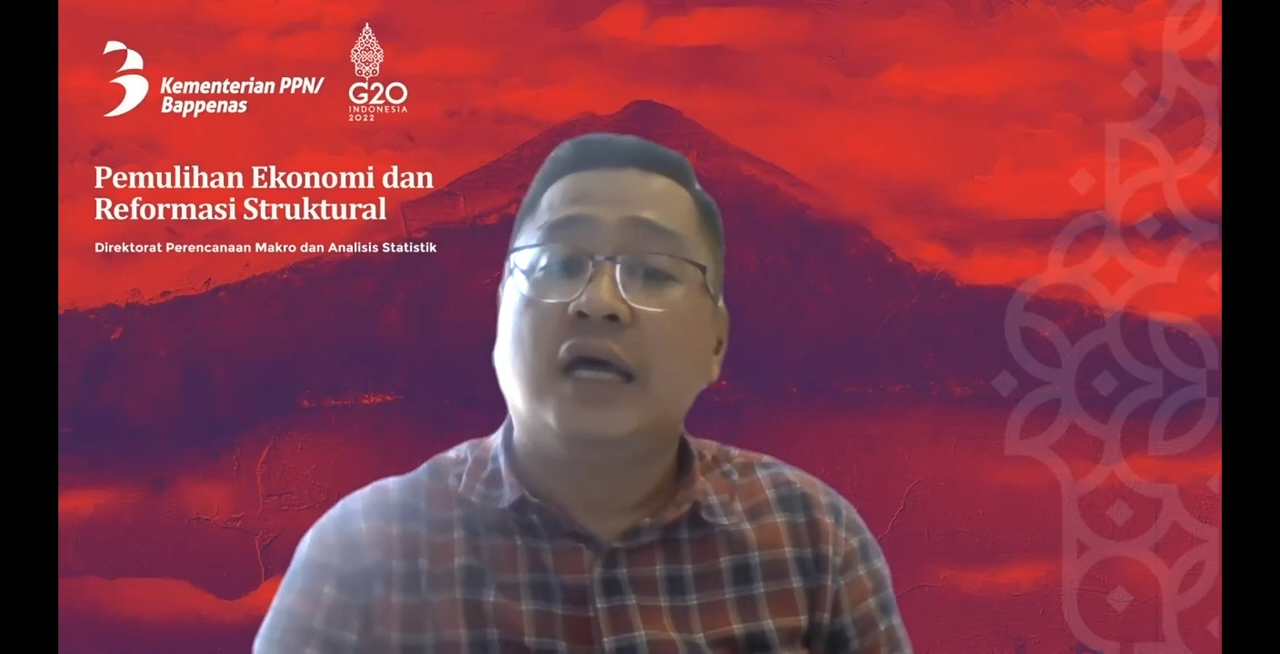 Kementerian PPN/
Bappenas
G20
INDONESIA
2022
Pemulihan Ekonomi dan
Reformasi Struktural
Direktorat Perencanaan Makro dan Analisis Statistik